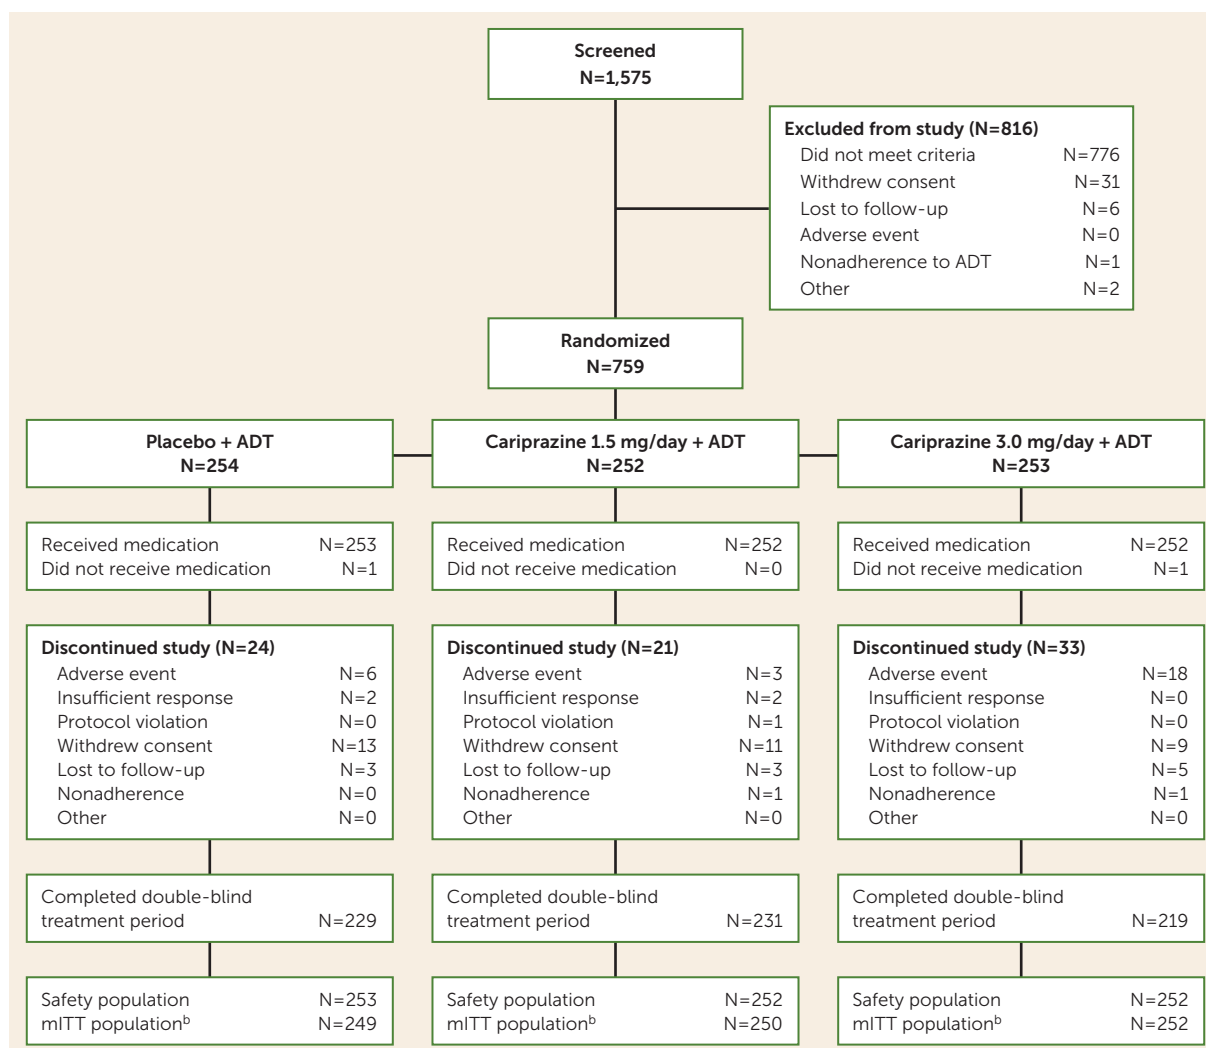 Screened
N=1,575
Excluded from study (N=816)
Did not meet criteria N=776
Withdrew consent N=31
Lost to follow-up N=6
Adverse event N=0
Nonadherence to ADT N=1
Other N=2
Randomized
N=759
Placebo + ADT
N=254
Received medication N=253
Did not receive medication N=1
Discontinued study (N=24)
Adverse event N=6
Insufficient response N=2
Protocol violation N=0
Withdrew consent N=13
Lost to follow-up N=3
Nonadherence N=0
Other N=0
Completed double-blind
treatment period N=229
Safety population N=253
mITT populationᵇ N=249
Cariprazine 1.5 mg/day + ADT
N=252
Received medication N=252
Did not receive medication N=0
Discontinued study (N=21)
Adverse event N=3
Insufficient response N=2
Protocol violation N=1
Withdrew consent N=11
Lost to follow-up N=3
Nonadherence N=1
Other N=0
Completed double-blind
treatment period N=231
Safety population N=252
mITT populationᵇ N=250
Cariprazine 3.0 mg/day + ADT
N=253
Received medication N=252
Did not receive medication N=1
Discontinued study (N=33)
Adverse event N=18
Insufficient response N=0
Protocol violation N=0
Withdrew consent N=9
Lost to follow-up N=5
Nonadherence N=1
Other N=0
Completed double-blind
treatment period N=219
Safety population N=252
mITT populationᵇ N=252